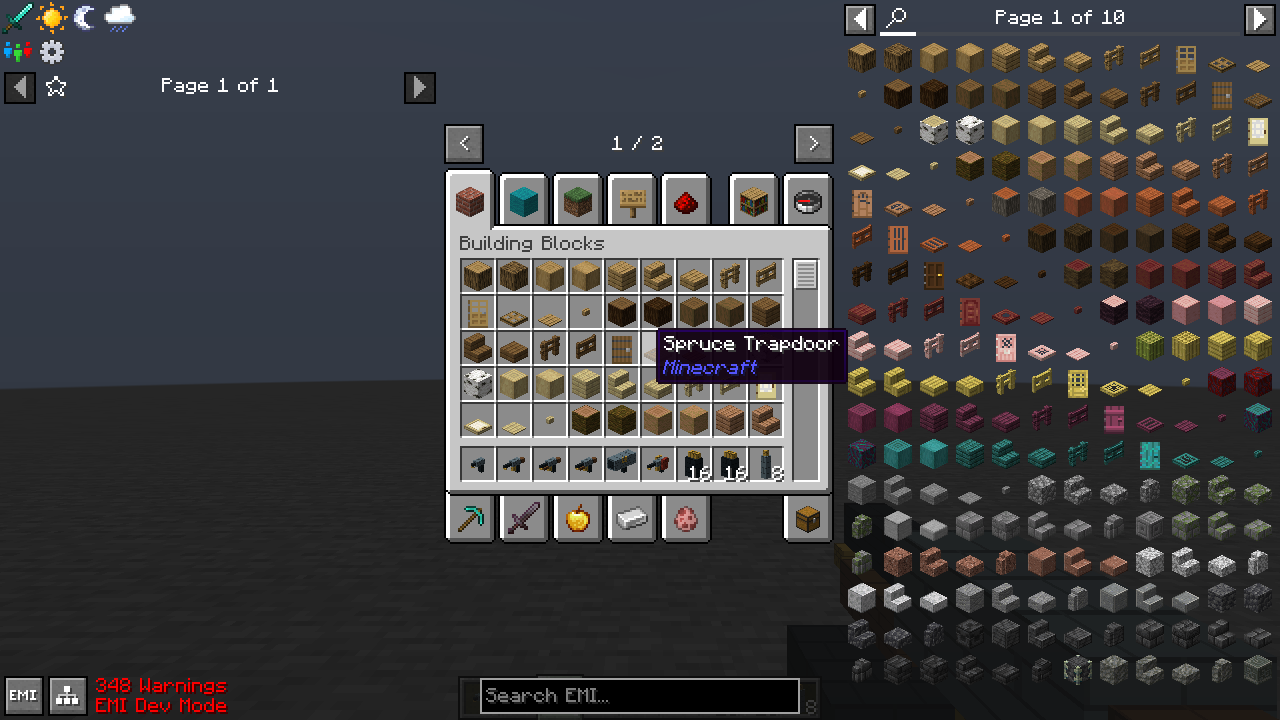 Page 1 of 10
Page 1 of 1
< 1 / 2 >
Building Blocks
Spruce Trapdoor
Minecraft
16 16 8
EMI
348 Warnings
EMI Dev Mode
Search EMI...
8